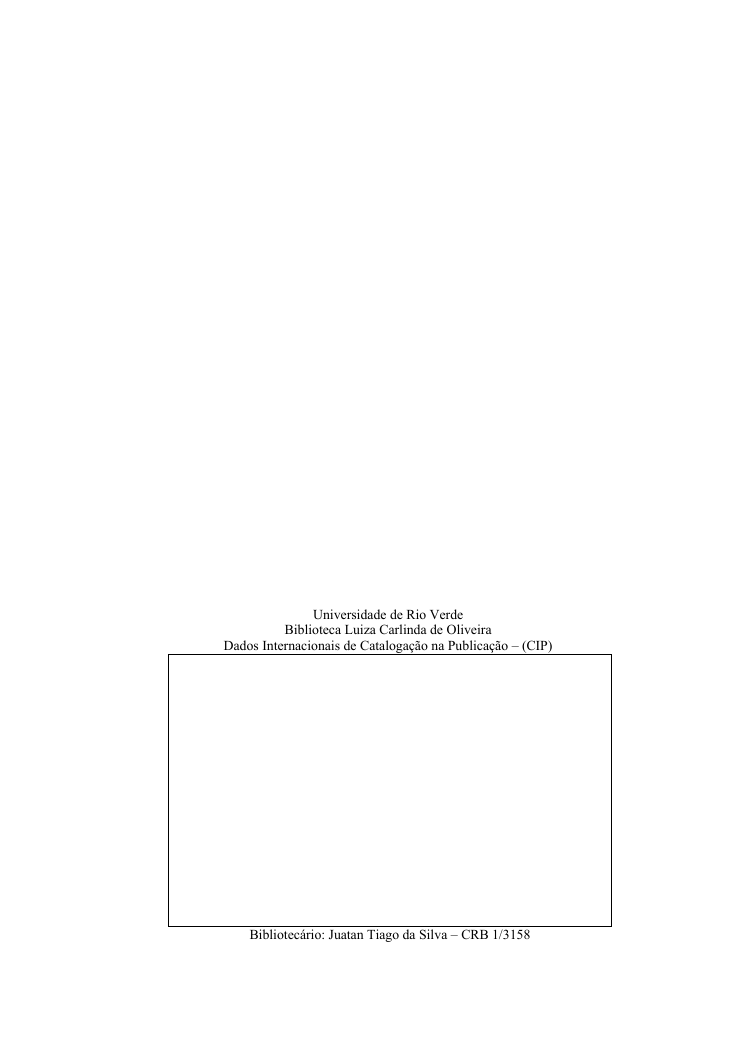 Universidade de Rio Verde
Biblioteca Luiza Carlinda de Oliveira
Dados Internacionais de Catalogação na Publicação – (CIP)
Bibliotecário: Juatan Tiago da Silva – CRB 1/3158